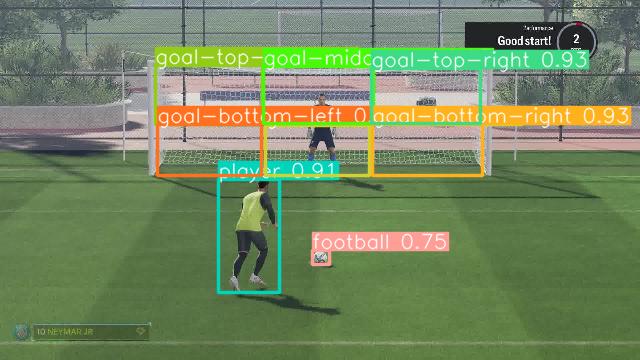 Performance
Good start!
2
goal-top-
goal-midd
goal-top-right 0.93
goal-bottom-left 0.
goal-bottom-right 0.93
player 0.91
football 0.75
10 NEYMAR JR